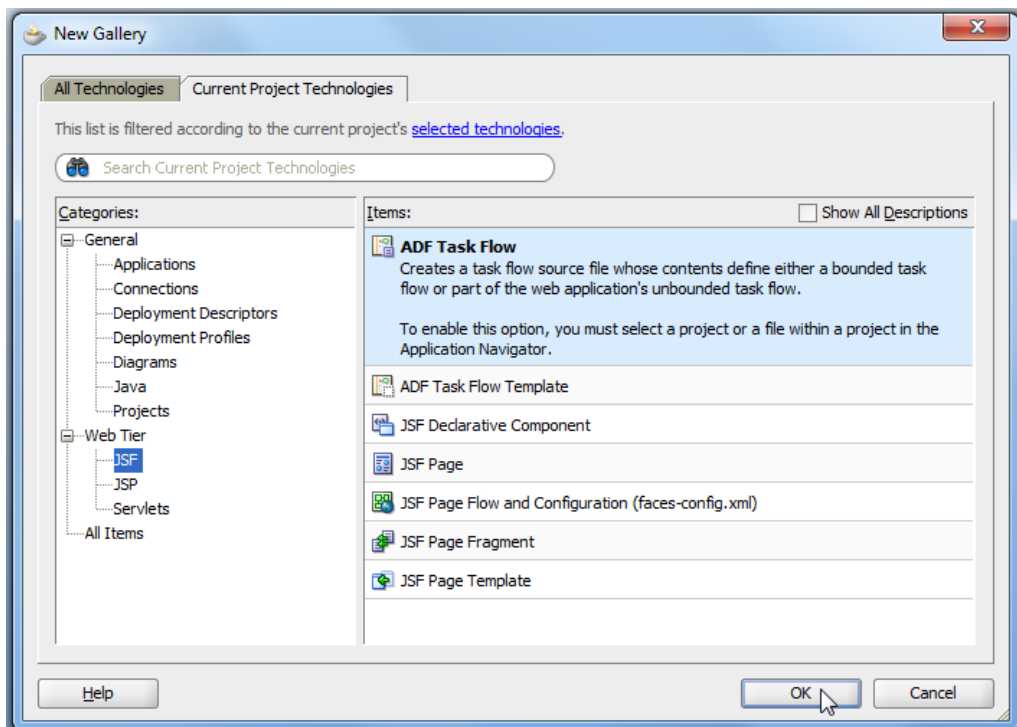 New Gallery
All Technologies
Current Project Technologies
This list is filtered according to the current project's selected technologies.
Search Current Project Technologies
Categories:
General
Applications
Connections
Deployment Descriptors
Deployment Profiles
Diagrams
Java
Projects
Web Tier
JSF
JSP
Servlets
All Items
Items:
Show All Descriptions
ADF Task Flow
Creates a task flow source file whose contents define either a bounded task
flow or part of the web application's unbounded task flow.
To enable this option, you must select a project or a file within a project in the
Application Navigator.
ADF Task Flow Template
JSF Declarative Component
JSF Page
JSF Page Flow and Configuration (faces-config.xml)
JSF Page Fragment
JSF Page Template
Help
OK
Cancel